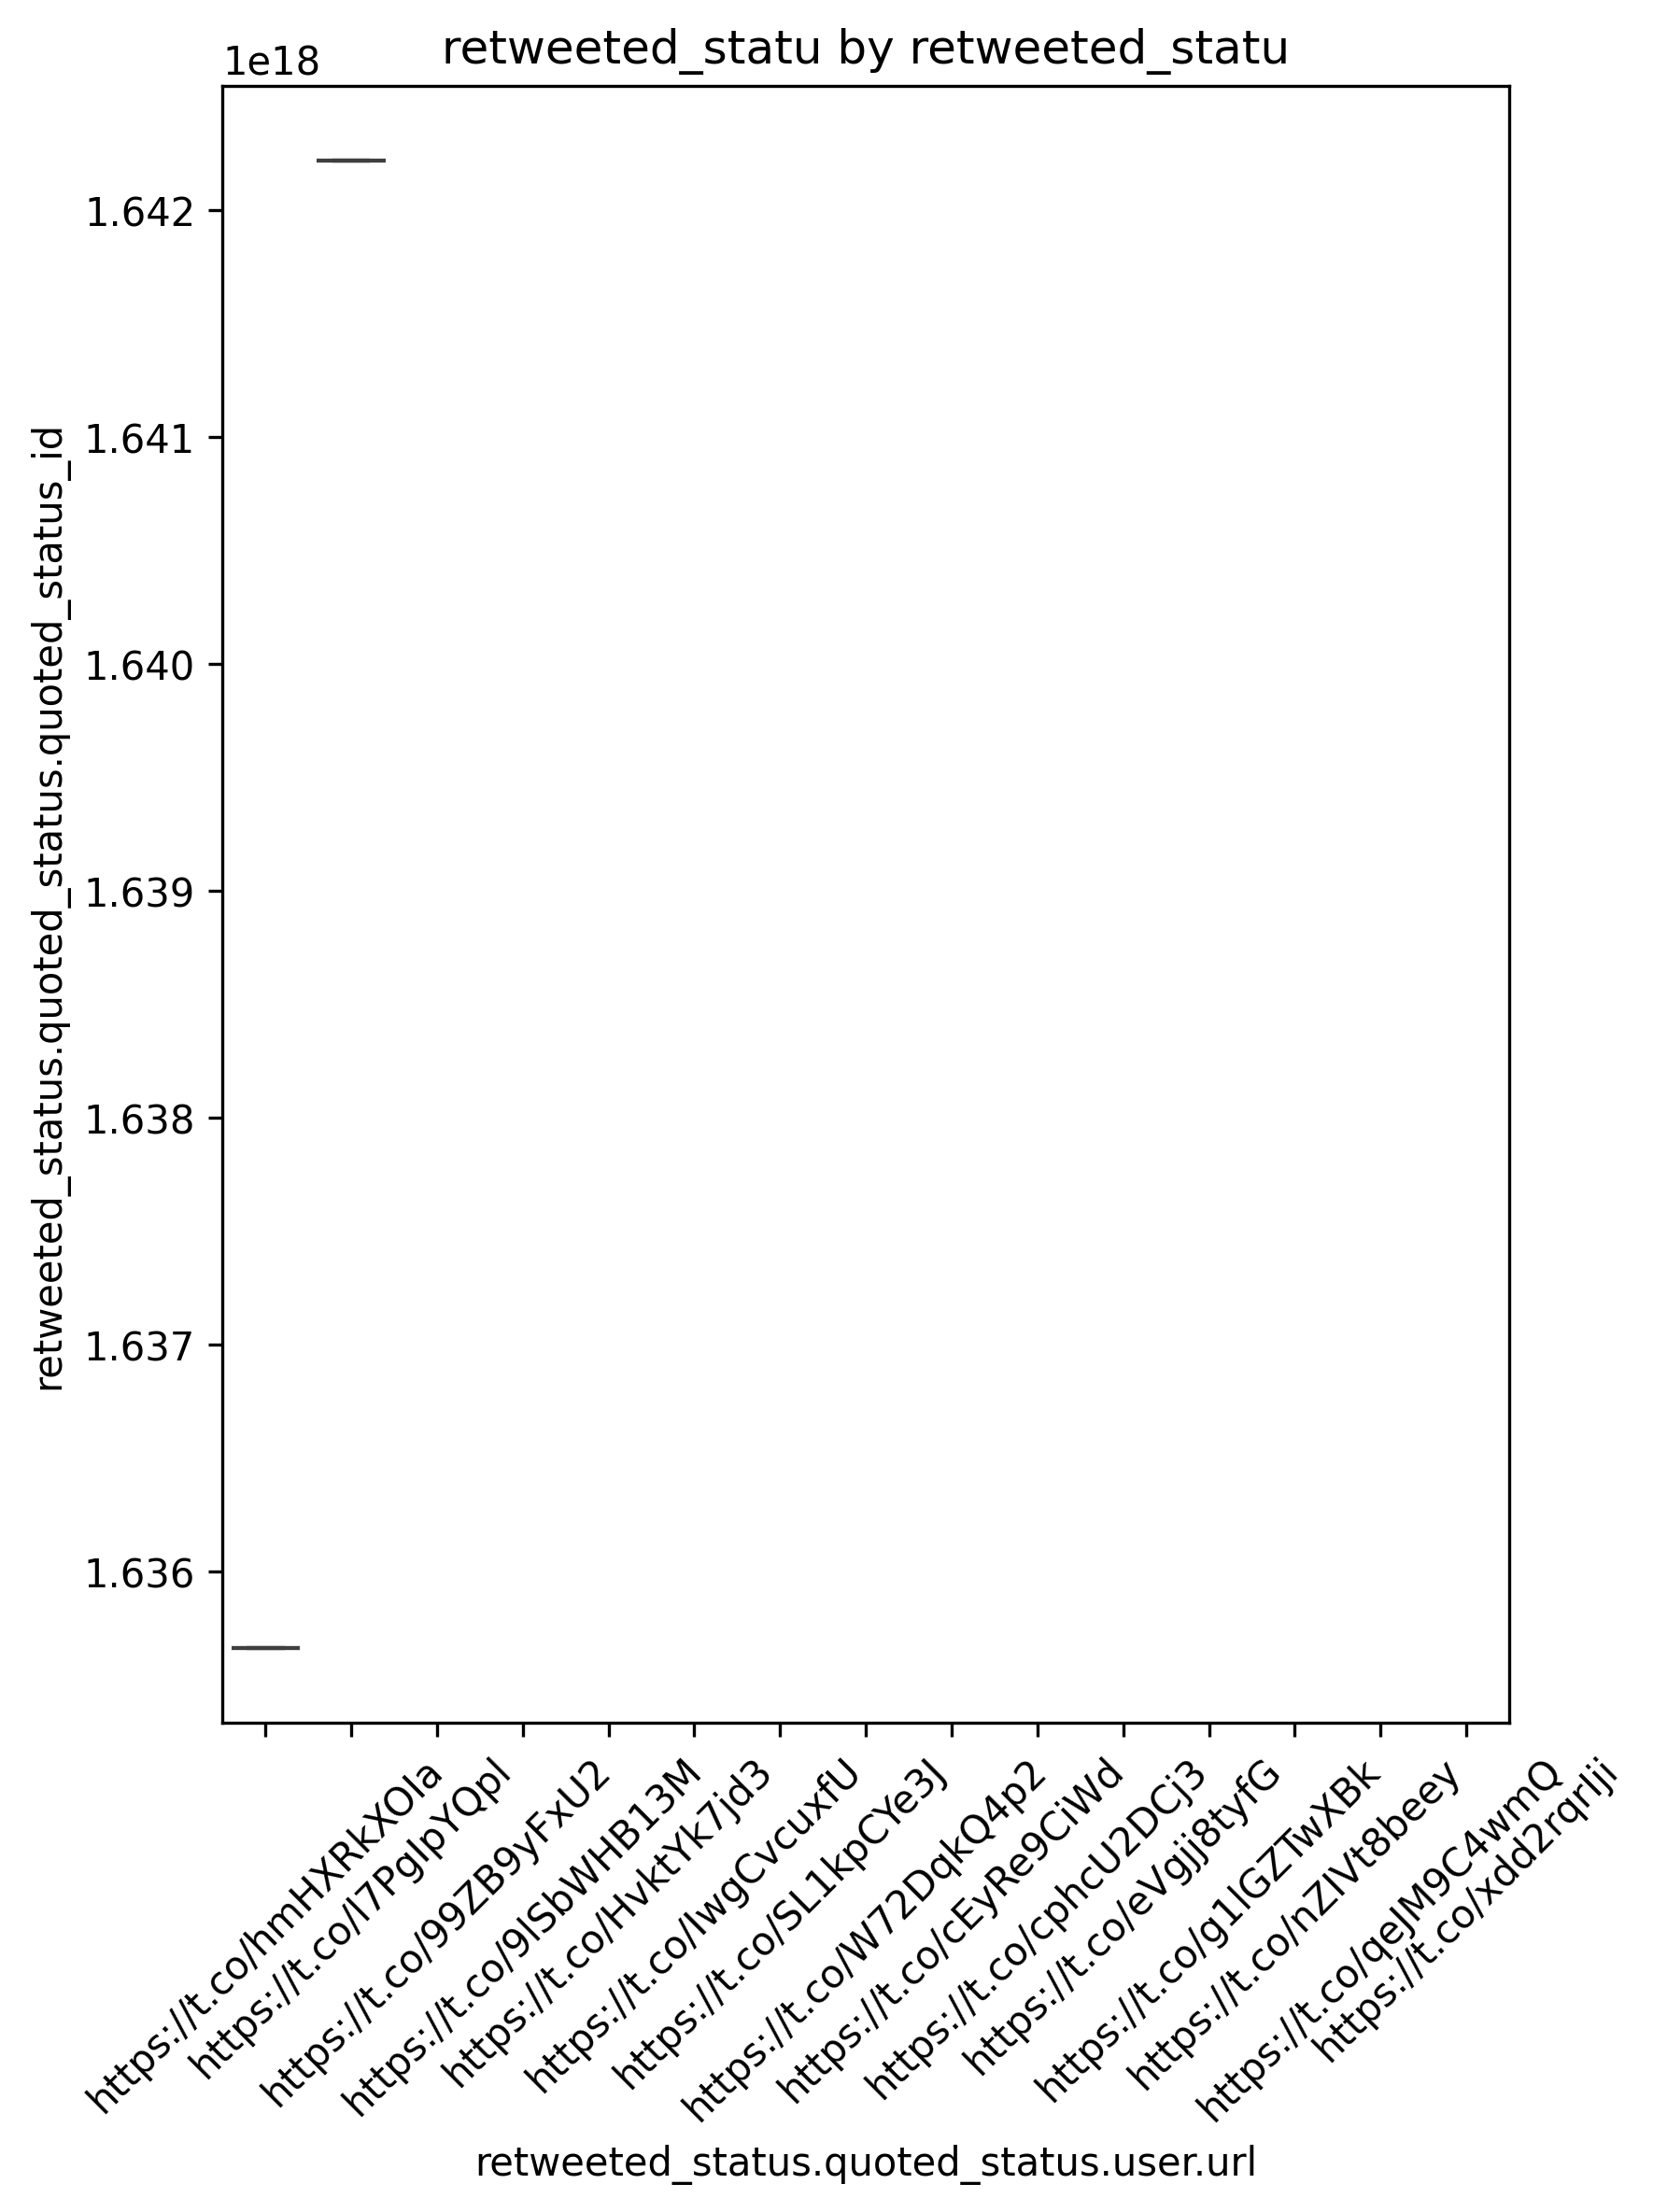 retweeted_statu by retweeted_statu
1e18
1.642
1.641
1.640
1.639
1.638
1.637
1.636
retweeted_status.quoted_status.quoted_status_id
https://t.co/hmHXRkXOla
https://t.co/l7PglpYQpl
https://t.co/99ZB9yFxU2
https://t.co/9lSbWHB13M
https://t.co/HvktYk7jd3
https://t.co/lwgCvcuxfU
https://t.co/SL1kpCYe3J
https://t.co/W72DqkQ4p2
https://t.co/cEyRe9CiWd
https://t.co/cphcU2DCj3
https://t.co/eVgjj8tyfG
https://t.co/g1lGZTwXBk
https://t.co/nZIVt8beey
https://t.co/qeJM9C4wmQ
https://t.co/xdd2rqrlji
retweeted_status.quoted_status.user.url